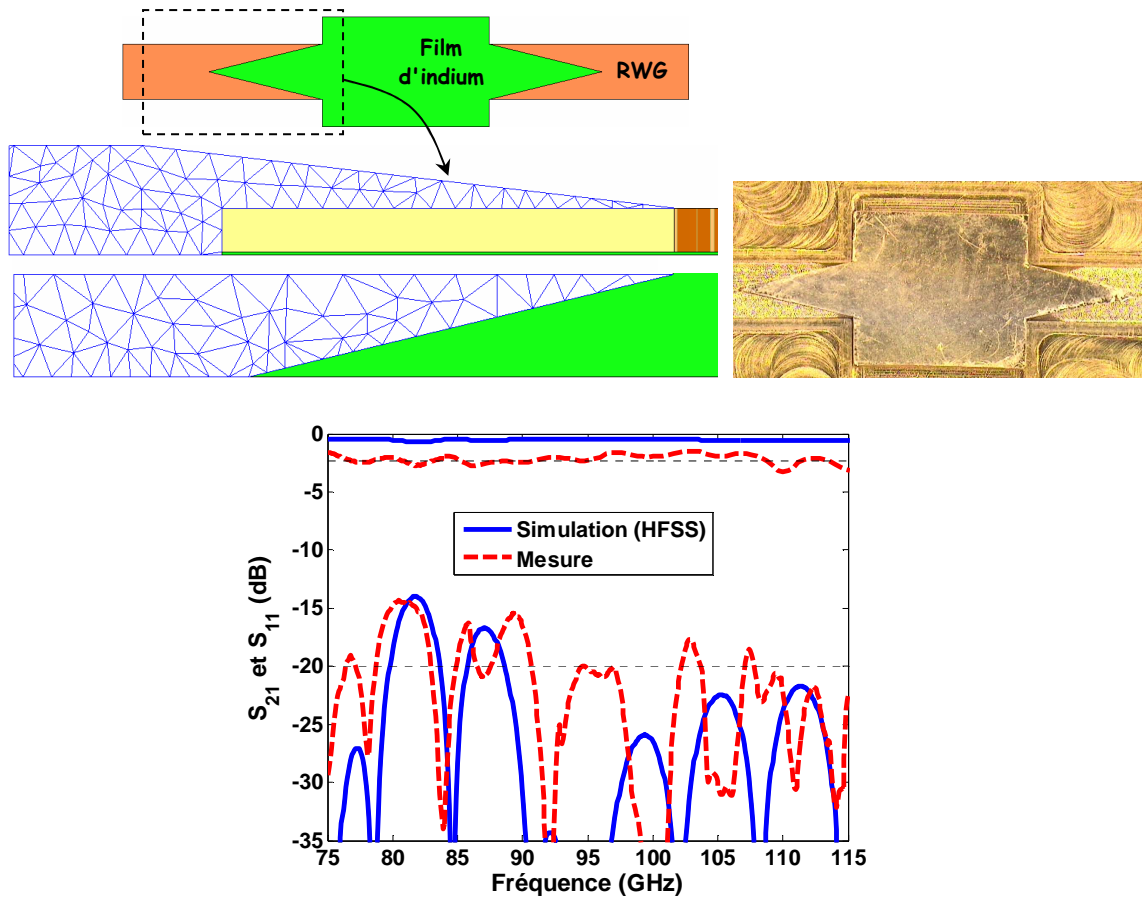 Film
d'indium
RWG
0
-5
-10
-15
-20
-25
-30
-35
S21 et S11 (dB)
Simulation (HFSS)
Mesure
75 80 85 90 95 100 105 110 115
Fréquence (GHz)